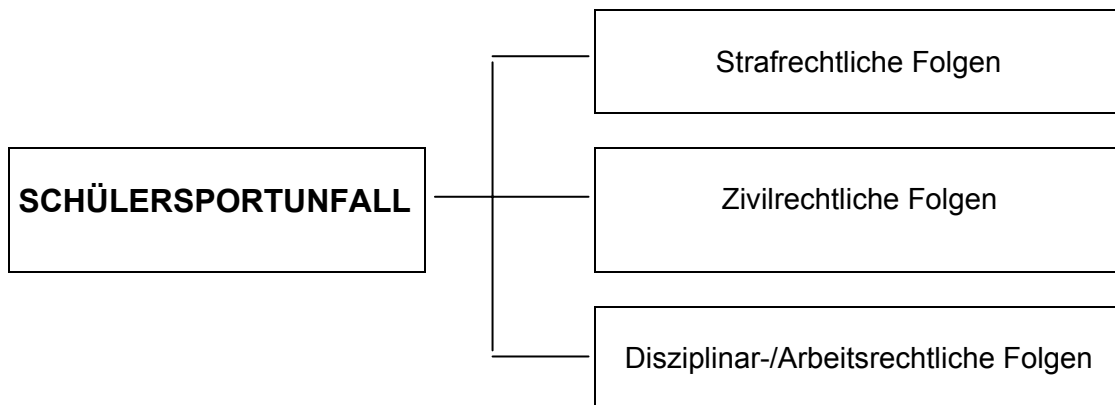 Strafrechtliche Folgen
SCHÜLERSPORTUNFALL
Zivilrechtliche Folgen
Disziplinar-/Arbeitsrechtliche Folgen